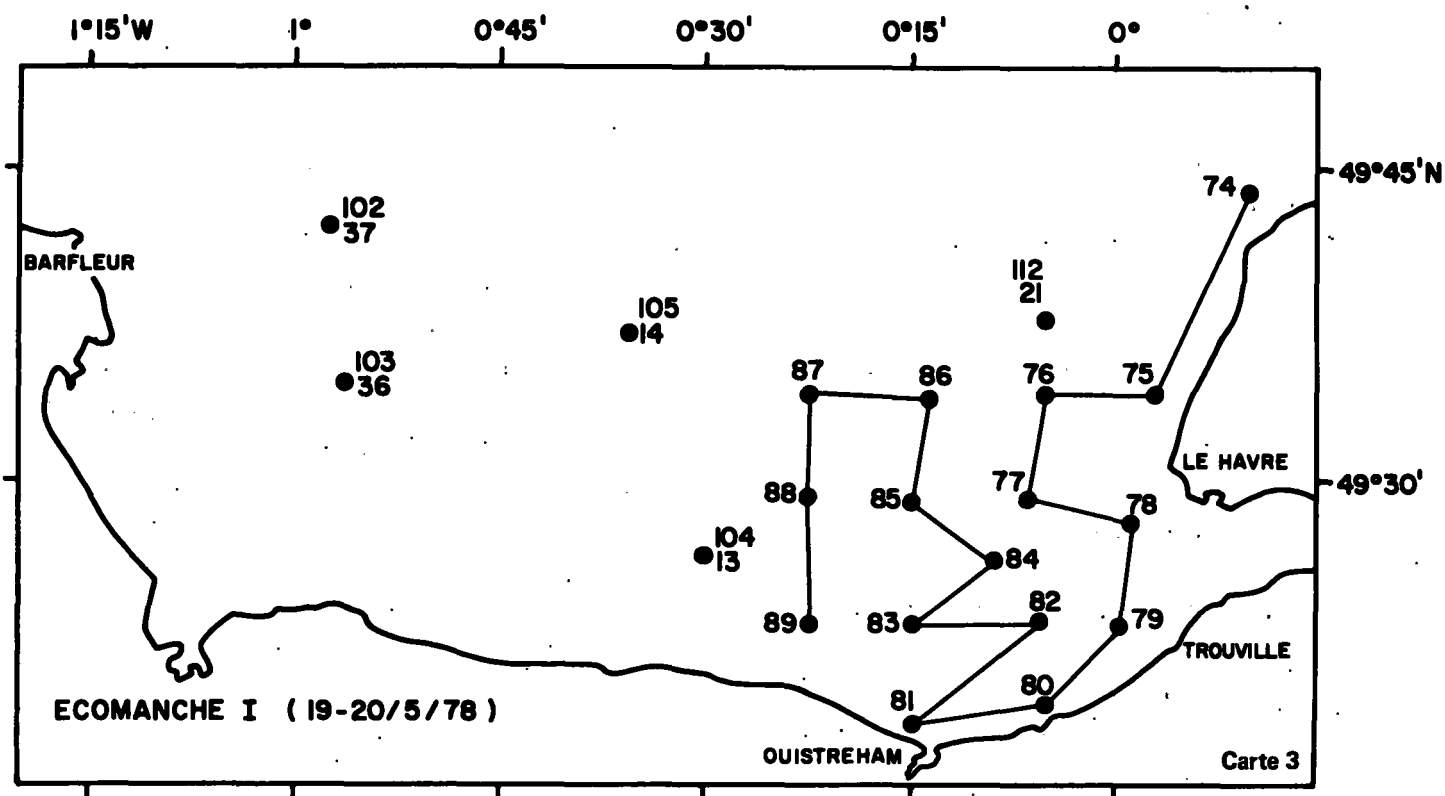 1°15'W 1° 0°45' 0°30' 0°15' 0°
49°45'N
74
102
37
BARFLEUR
112
21
105
14
103
36
87 86 76 75
LE HAVRE
49°30'
88 85 77 78
104
13
84
89 83 82 79
TROUVILLE
80
81
ECOMANCHE I (19-20/5/78)
OUISTREHAM
Carte 3